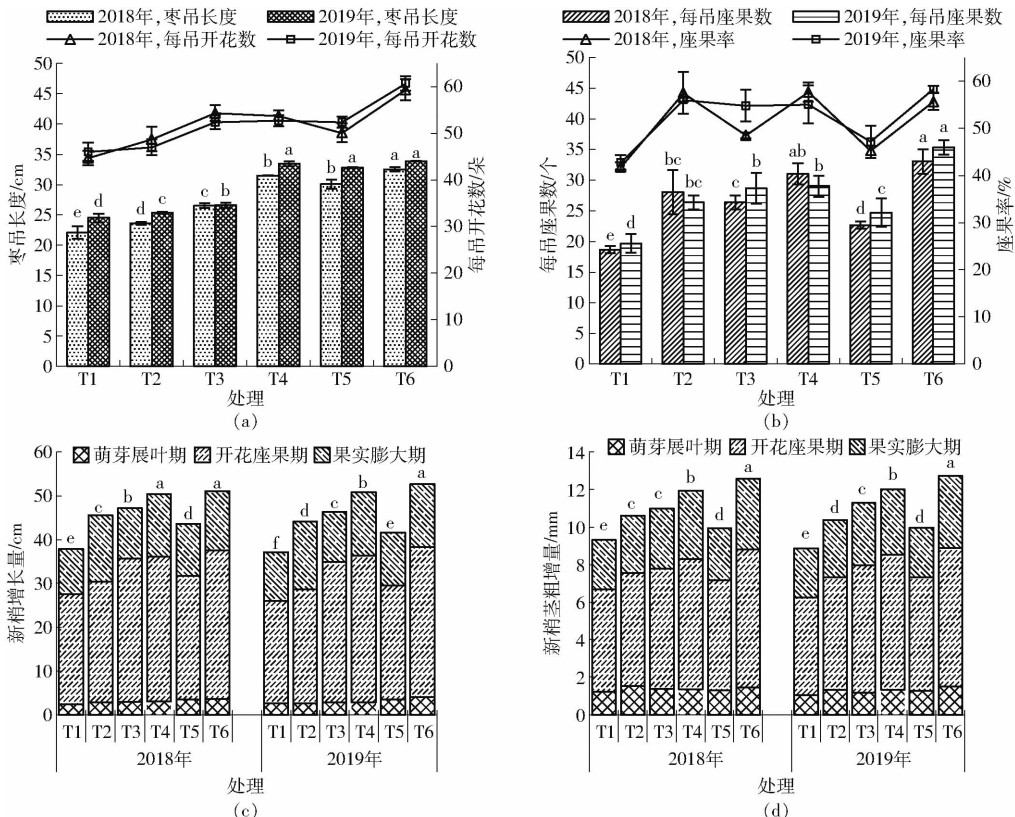 2018年,枣吊长度 2019年,枣吊长度
2018年,每吊开花数 2019年,每吊开花数
50
45
40
35
30
25
20
15
10
5
0
枣吊长度/cm
60
50
40
30
20
10
0
每吊开花数/朵
e d d c c b b a b a a a
T1 T2 T3 T4 T5 T6
处理
(a)
2018年,每吊座果数 2019年,每吊座果数
2018年,座果率 2019年,座果率
50
45
40
35
30
25
20
15
10
5
0
每吊座果数/个
60
50
40
30
20
10
0
座果率/%
e d bc bc c b ab b d c a a
T1 T2 T3 T4 T5 T6
处理
(b)
萌芽展叶期 开花座果期 果实膨大期
60
50
40
30
20
10
0
新梢增长量/cm
e c b a d a f d c b e a
T1 T2 T3 T4 T5 T6 T1 T2 T3 T4 T5 T6
2018年 2019年
处理
(c)
萌芽展叶期 开花座果期 果实膨大期
14
12
10
8
6
4
2
0
新梢茎粗增量/mm
e c c b d a e d c b d a
T1 T2 T3 T4 T5 T6 T1 T2 T3 T4 T5 T6
2018年 2019年
处理
(d)